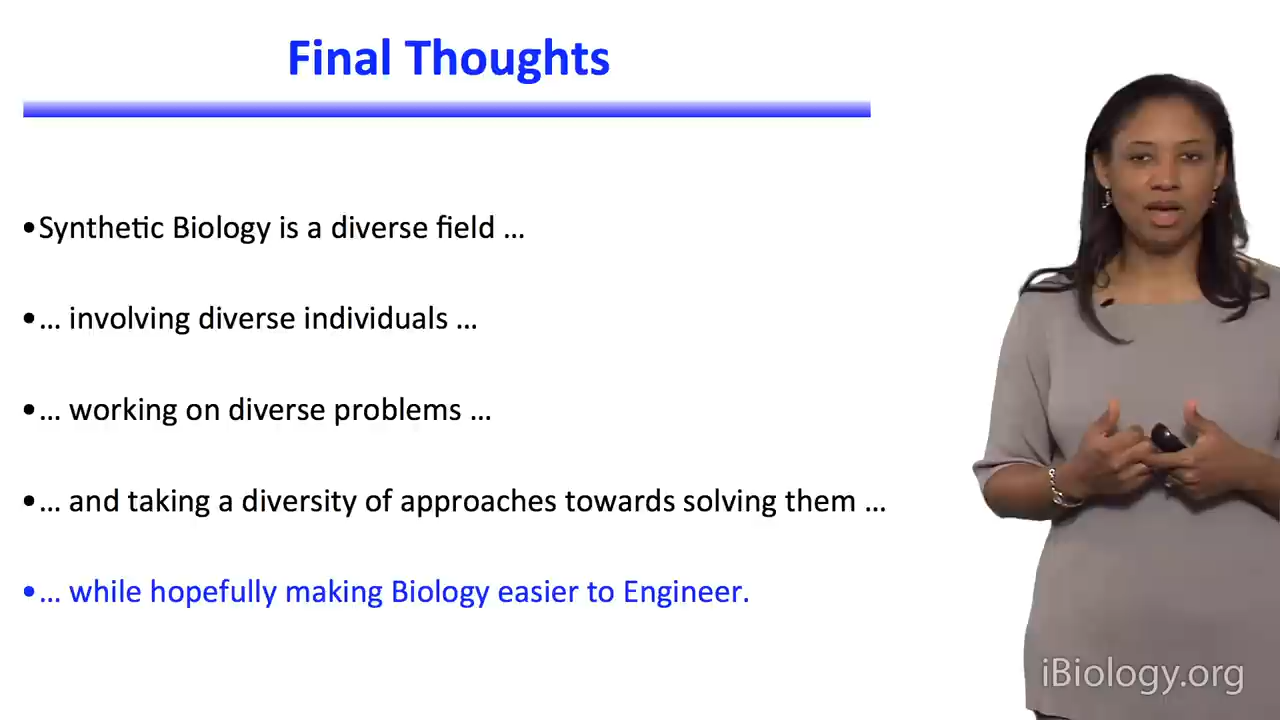 Final Thoughts
•Synthetic Biology is a diverse field ...
•... involving diverse individuals ...
•... working on diverse problems ...
•... and taking a diversity of approaches towards solving them ...
•... while hopefully making Biology easier to Engineer.
iBiology.org